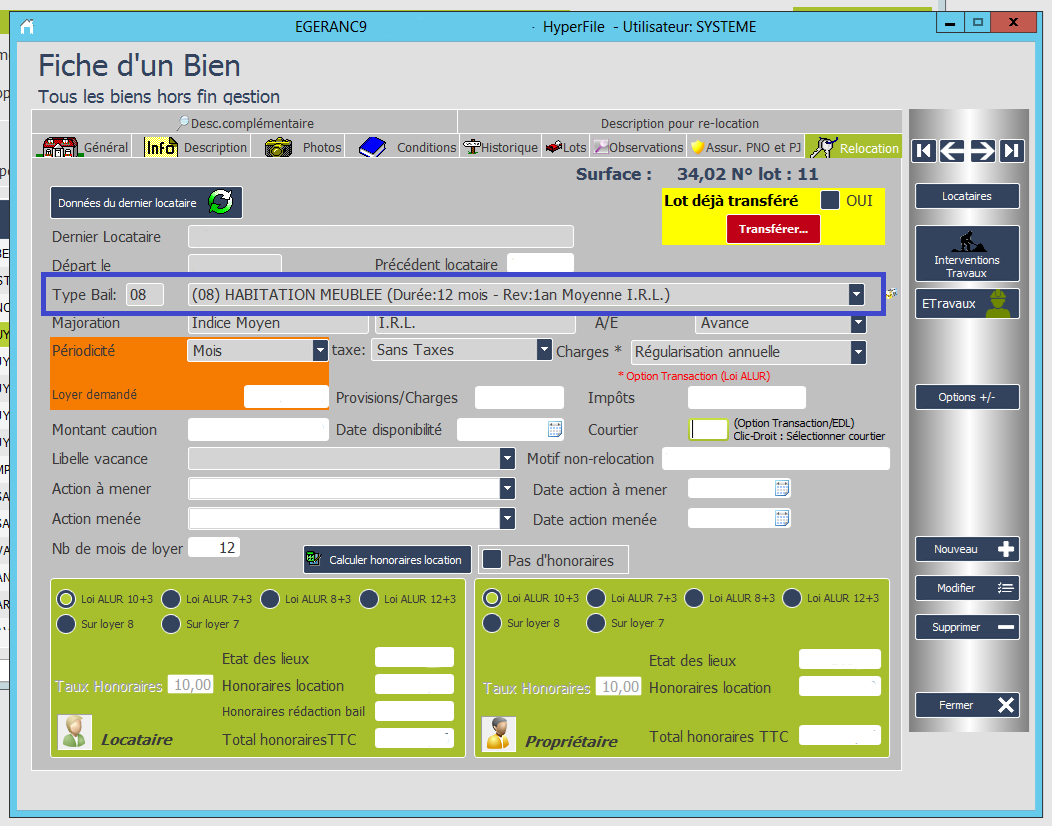 EGERANC9 · HyperFile - Utilisateur: SYSTEME
Fiche d'un Bien
Tous les biens hors fin gestion
Desc.complémentaire Description pour re-location
Général Info Description Photos Conditions Historique Lots Observations Assur. PNO et PJ Relocation
Surface : 34,02 N° lot : 11
Données du dernier locataire
Lot déjà transféré OUI
Transférer...
Dernier Locataire
Départ le Précédent locataire
Type Bail: 08 (08) HABITATION MEUBLEE (Durée:12 mois - Rev:1an Moyenne I.R.L.)
Majoration Indice Moyen I.R.L. A/E Avance
Périodicité Mois taxe: Sans Taxes Charges * Régularisation annuelle
* Option Transaction (Loi ALUR)
Loyer demandé Provisions/Charges Impôts
Montant caution Date disponibilité Courtier (Option Transaction/EDL)
Clic-Droit : Sélectionner courtier
Libelle vacance Motif non-relocation
Action à mener Date action à mener
Action menée Date action menée
Nb de mois de loyer 12
Calculer honoraires location Pas d'honoraires
Loi ALUR 10+3 Loi ALUR 7+3 Loi ALUR 8+3 Loi ALUR 12+3
Sur loyer 8 Sur loyer 7
Etat des lieux
Taux Honoraires 10,00 Honoraires location
Honoraires rédaction bail
Locataire Total honorairesTTC
Loi ALUR 10+3 Loi ALUR 7+3 Loi ALUR 8+3 Loi ALUR 12+3
Sur loyer 8 Sur loyer 7
Etat des lieux
Taux Honoraires 10,00 Honoraires location
Propriétaire Total honoraires TTC
Locataires
Interventions
Travaux
ETravaux
Options +/-
Nouveau
Modifier
Supprimer
Fermer